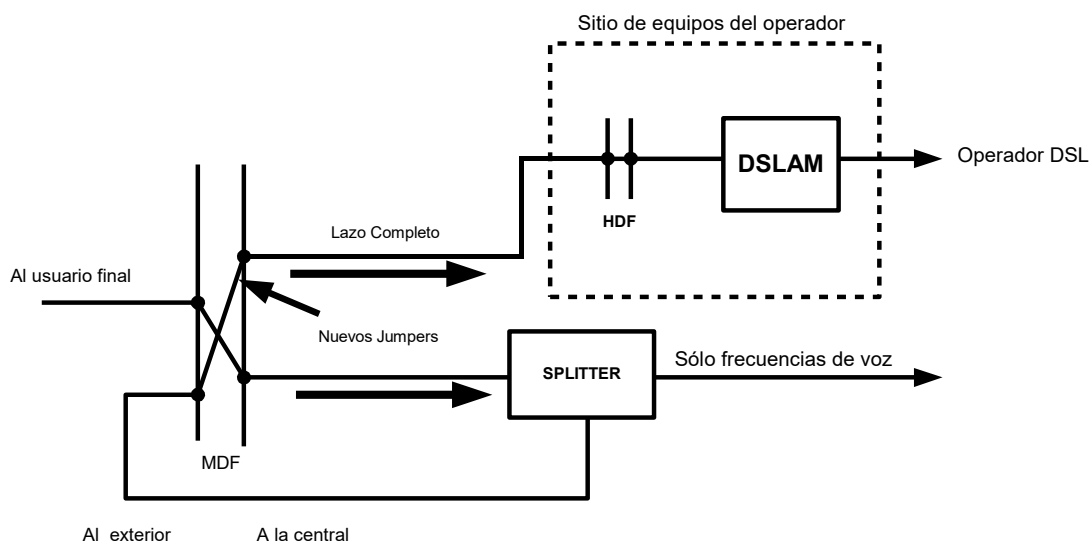 Sitio de equipos del operador
DSLAM
Operador DSL
HDF
Lazo Completo
Al usuario final
Nuevos Jumpers
SPLITTER
Sólo frecuencias de voz
MDF
Al exterior
A la central